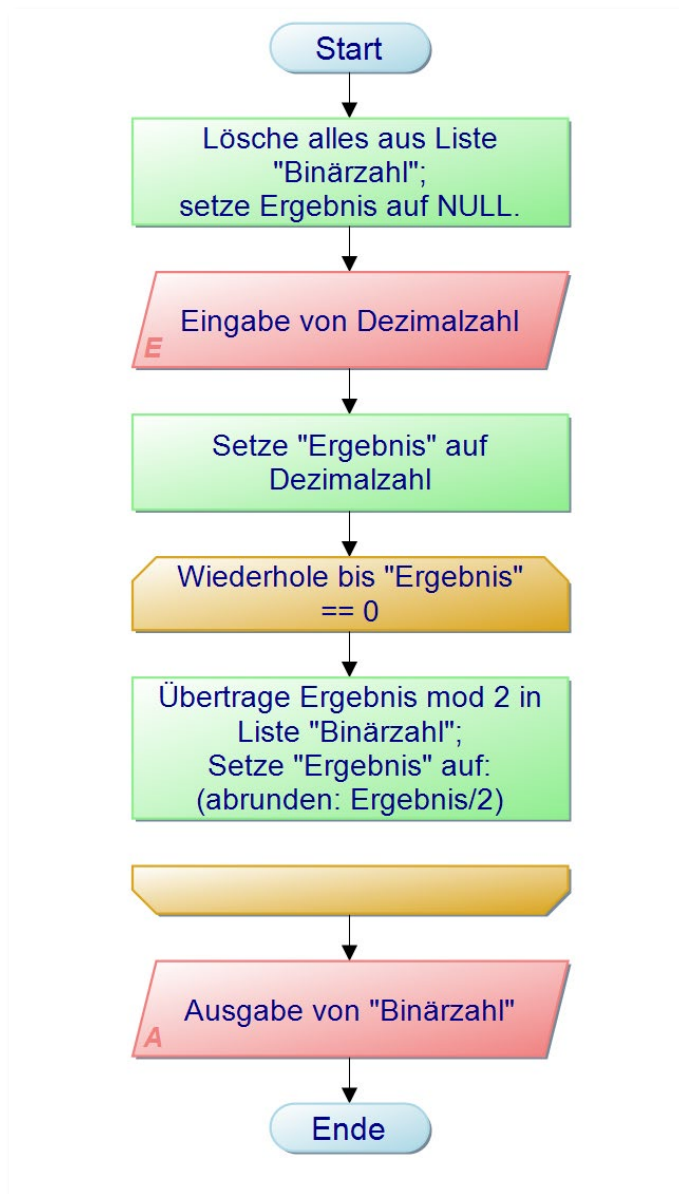 Start
Lösche alles aus Liste
"Binärzahl";
setze Ergebnis auf NULL.
Eingabe von Dezimalzahl
E
Setze "Ergebnis" auf
Dezimalzahl
Wiederhole bis "Ergebnis"
== 0
Übertrage Ergebnis mod 2 in
Liste "Binärzahl";
Setze "Ergebnis" auf:
(abrunden: Ergebnis/2)
Ausgabe von "Binärzahl"
A
Ende